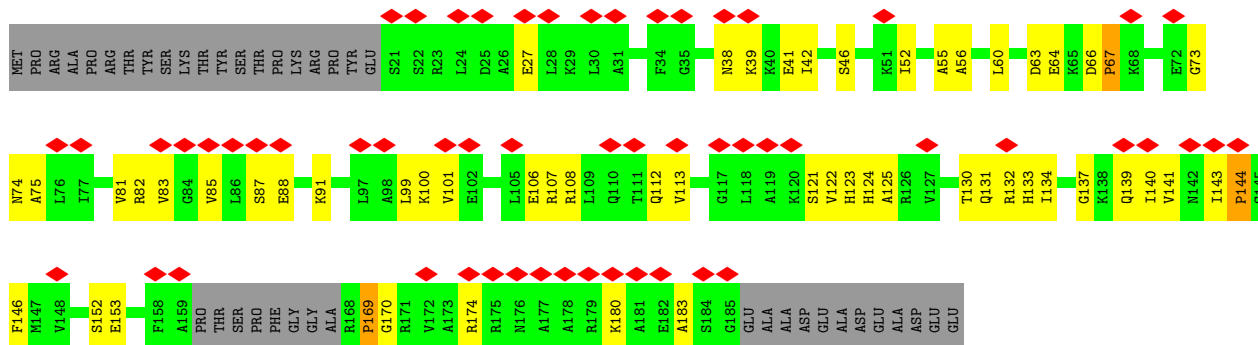 MET PRO ARG ALA PRO ARG THR TYR SER LYS THR TYR SER THR PRO LYS ARG PRO TYR GLU S21 S22 R23 L24 D25 A26 E27 L28 K29 L30 A31 F34 G35 N38 K39 K40 E41 I42 S46 K51 I52 A55 A56 L60 D63 E64 K65 D66 P67 K68 E72 G73
N74 A75 L76 I77 V81 R82 V83 G84 V85 L86 S87 E88 K91 L97 A98 L99 K100 V101 E102 L105 E106 R107 R108 L109 Q110 T111 Q112 V113 G117 L118 A119 K120 S121 V122 H123 H124 A125 R126 V127 T130 Q131 R132 H133 I134 G137 K138 Q139 I140 V141 N142 I143 P144
F146 M147 V148 S152 E153 F158 A159 PRO THR SER PRO PHE GLY GLY ALA R168 P169 G170 R171 V172 A173 R174 R175 N176 A177 A178 R179 K180 A181 E182 A183 S184 G185 GLU ALA ALA ASP GLU ALA ASP GLU ALA ASP GLU GLU